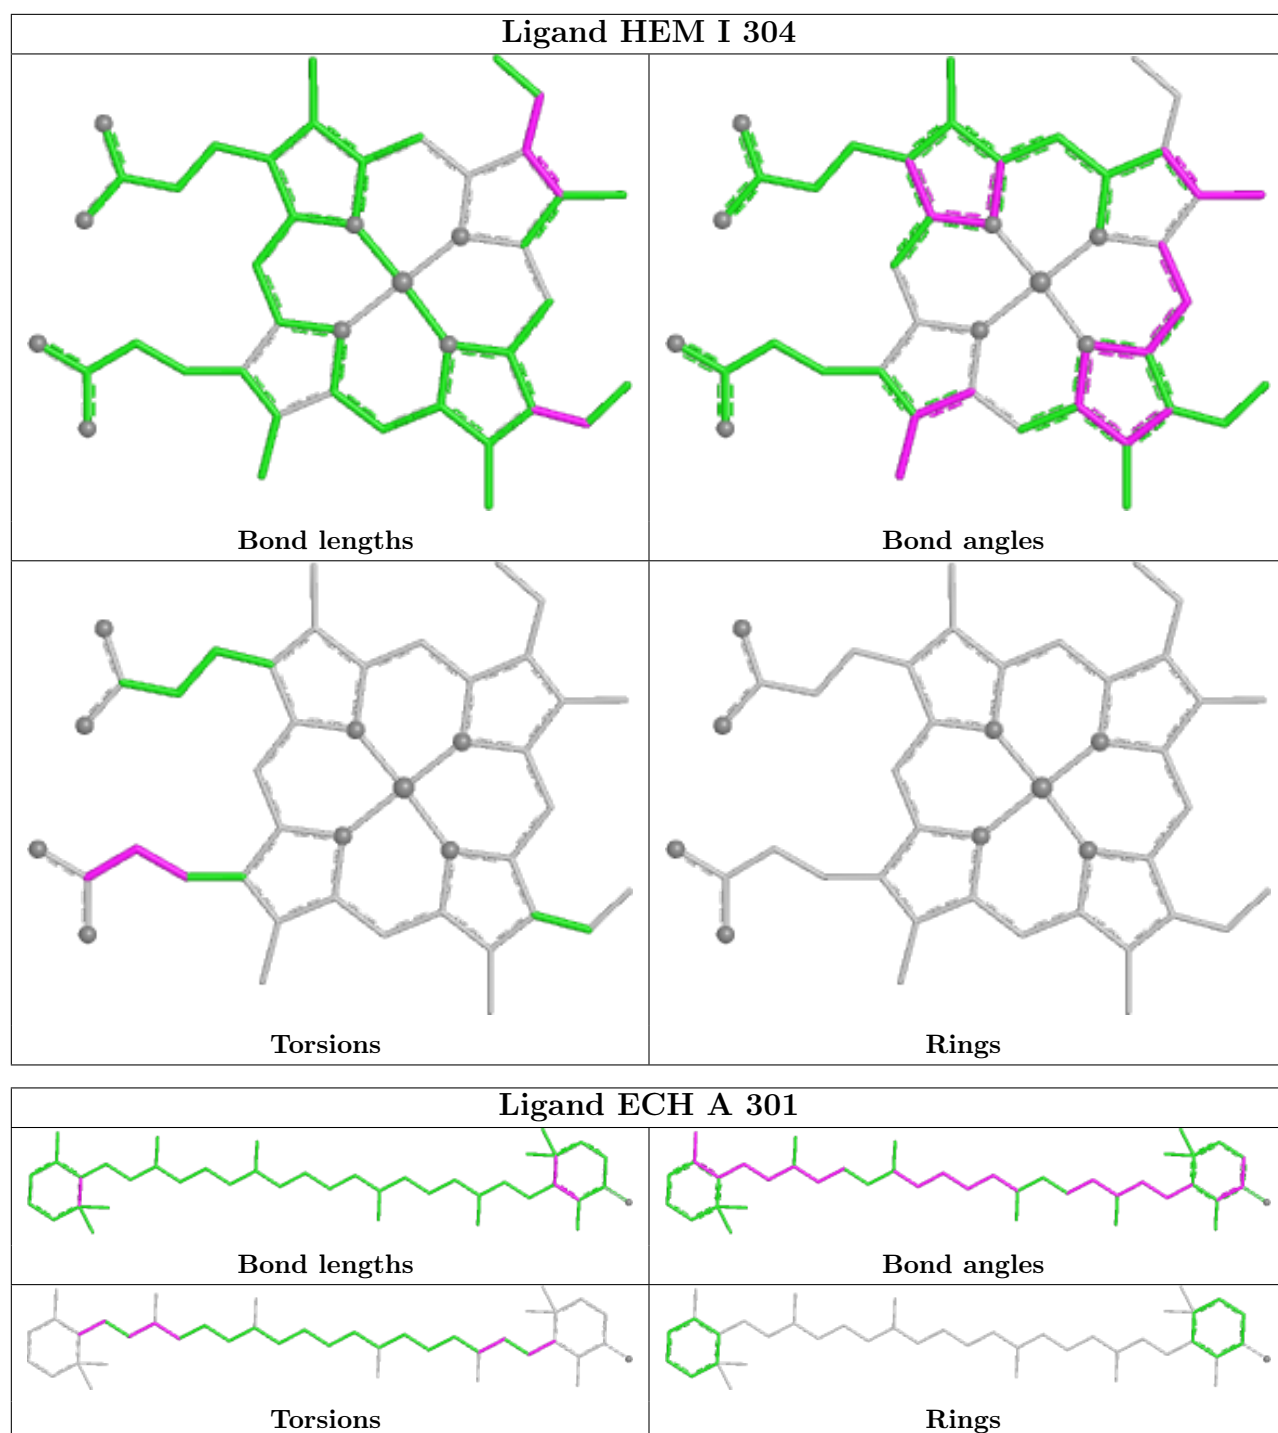 Ligand HEM I 304
Bond lengths
Bond angles
Torsions
Rings
Ligand ECH A 301
Bond lengths
Bond angles
Torsions
Rings